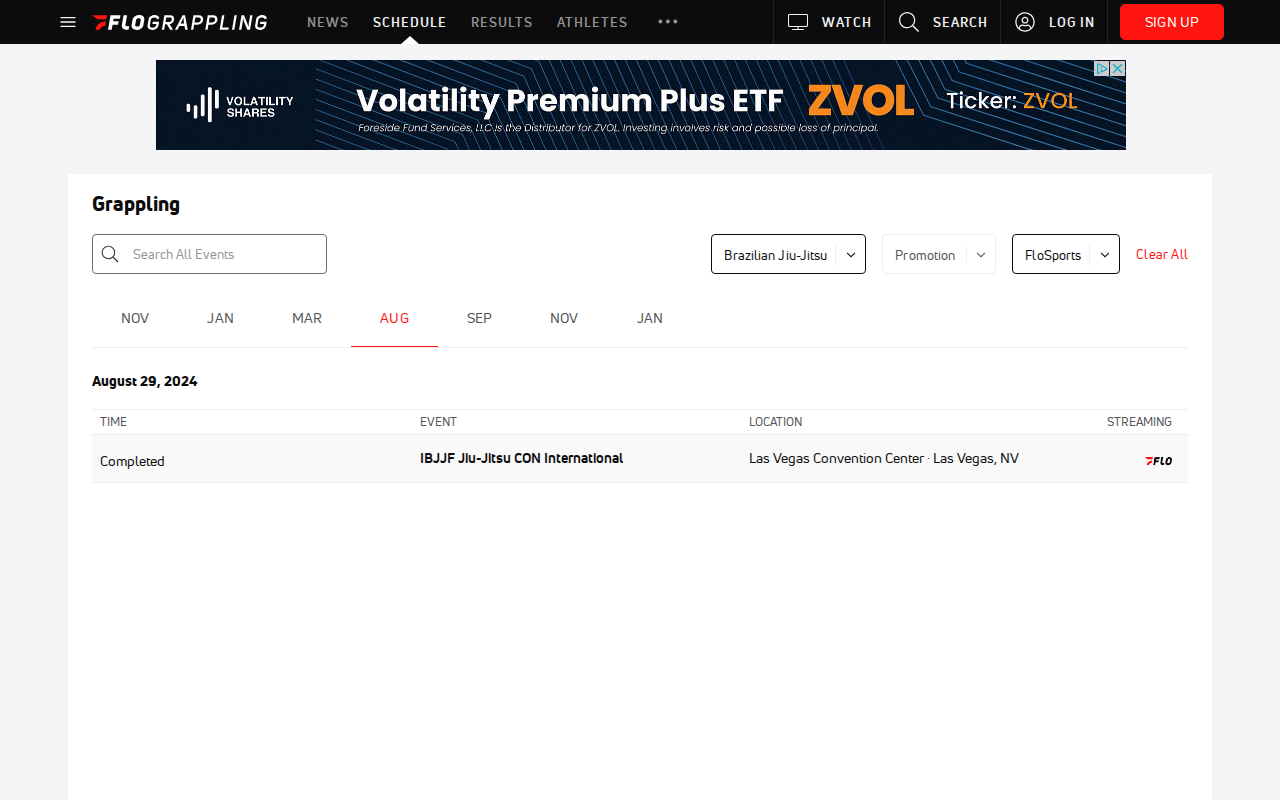 FLOGRAPPLING NEWS SCHEDULE RESULTS ATHLETES WATCH SEARCH LOG IN SIGN UP
VOLATILITY SHARES
Volatility Premium Plus ETF ZVOL Ticker: ZVOL
Foreside Fund Services, LLC is the Distributor for ZVOL. Investing involves risk and possible loss of principal.
Grappling
Search All Events Brazilian Jiu-Jitsu Promotion FloSports Clear All
NOV JAN MAR AUG SEP NOV JAN
August 29, 2024
TIME EVENT LOCATION STREAMING
Completed IBJJF Jiu-Jitsu CON International Las Vegas Convention Center · Las Vegas, NV FLO